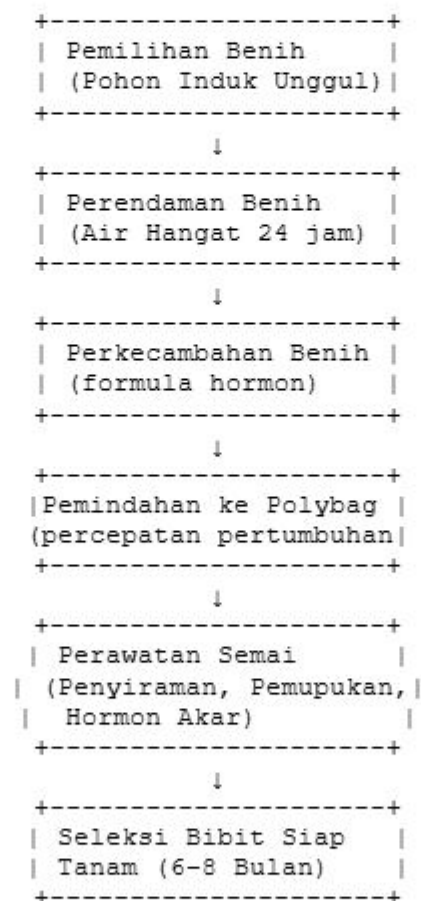 Pemilihan Benih
(Pohon Induk Unggul)
↓
Perendaman Benih
(Air Hangat 24 jam)
↓
Perkecambahan Benih
(formula hormon)
↓
Pemindahan ke Polybag
(percepatan pertumbuhan
↓
Perawatan Semai
(Penyiraman, Pemupukan,
Hormon Akar)
↓
Seleksi Bibit Siap
Tanam (6-8 Bulan)